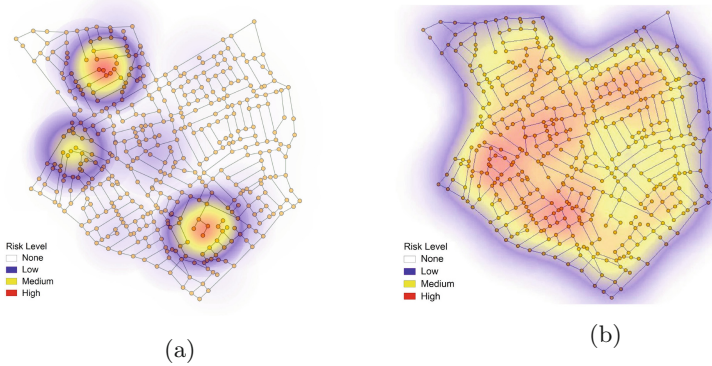 Risk Level
None
Low
Medium
High
(a)
Risk Level
None
Low
Medium
High
(b)